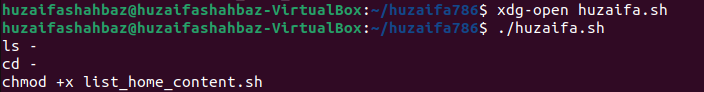 huzaifashahbaz@huzaifashahbaz-VirtualBox:~/huzaifa786$ xdg-open huzaifa.sh
huzaifashahbaz@huzaifashahbaz-VirtualBox:~/huzaifa786$ ./huzaifa.sh
ls -
cd -
chmod +x list_home_content.sh